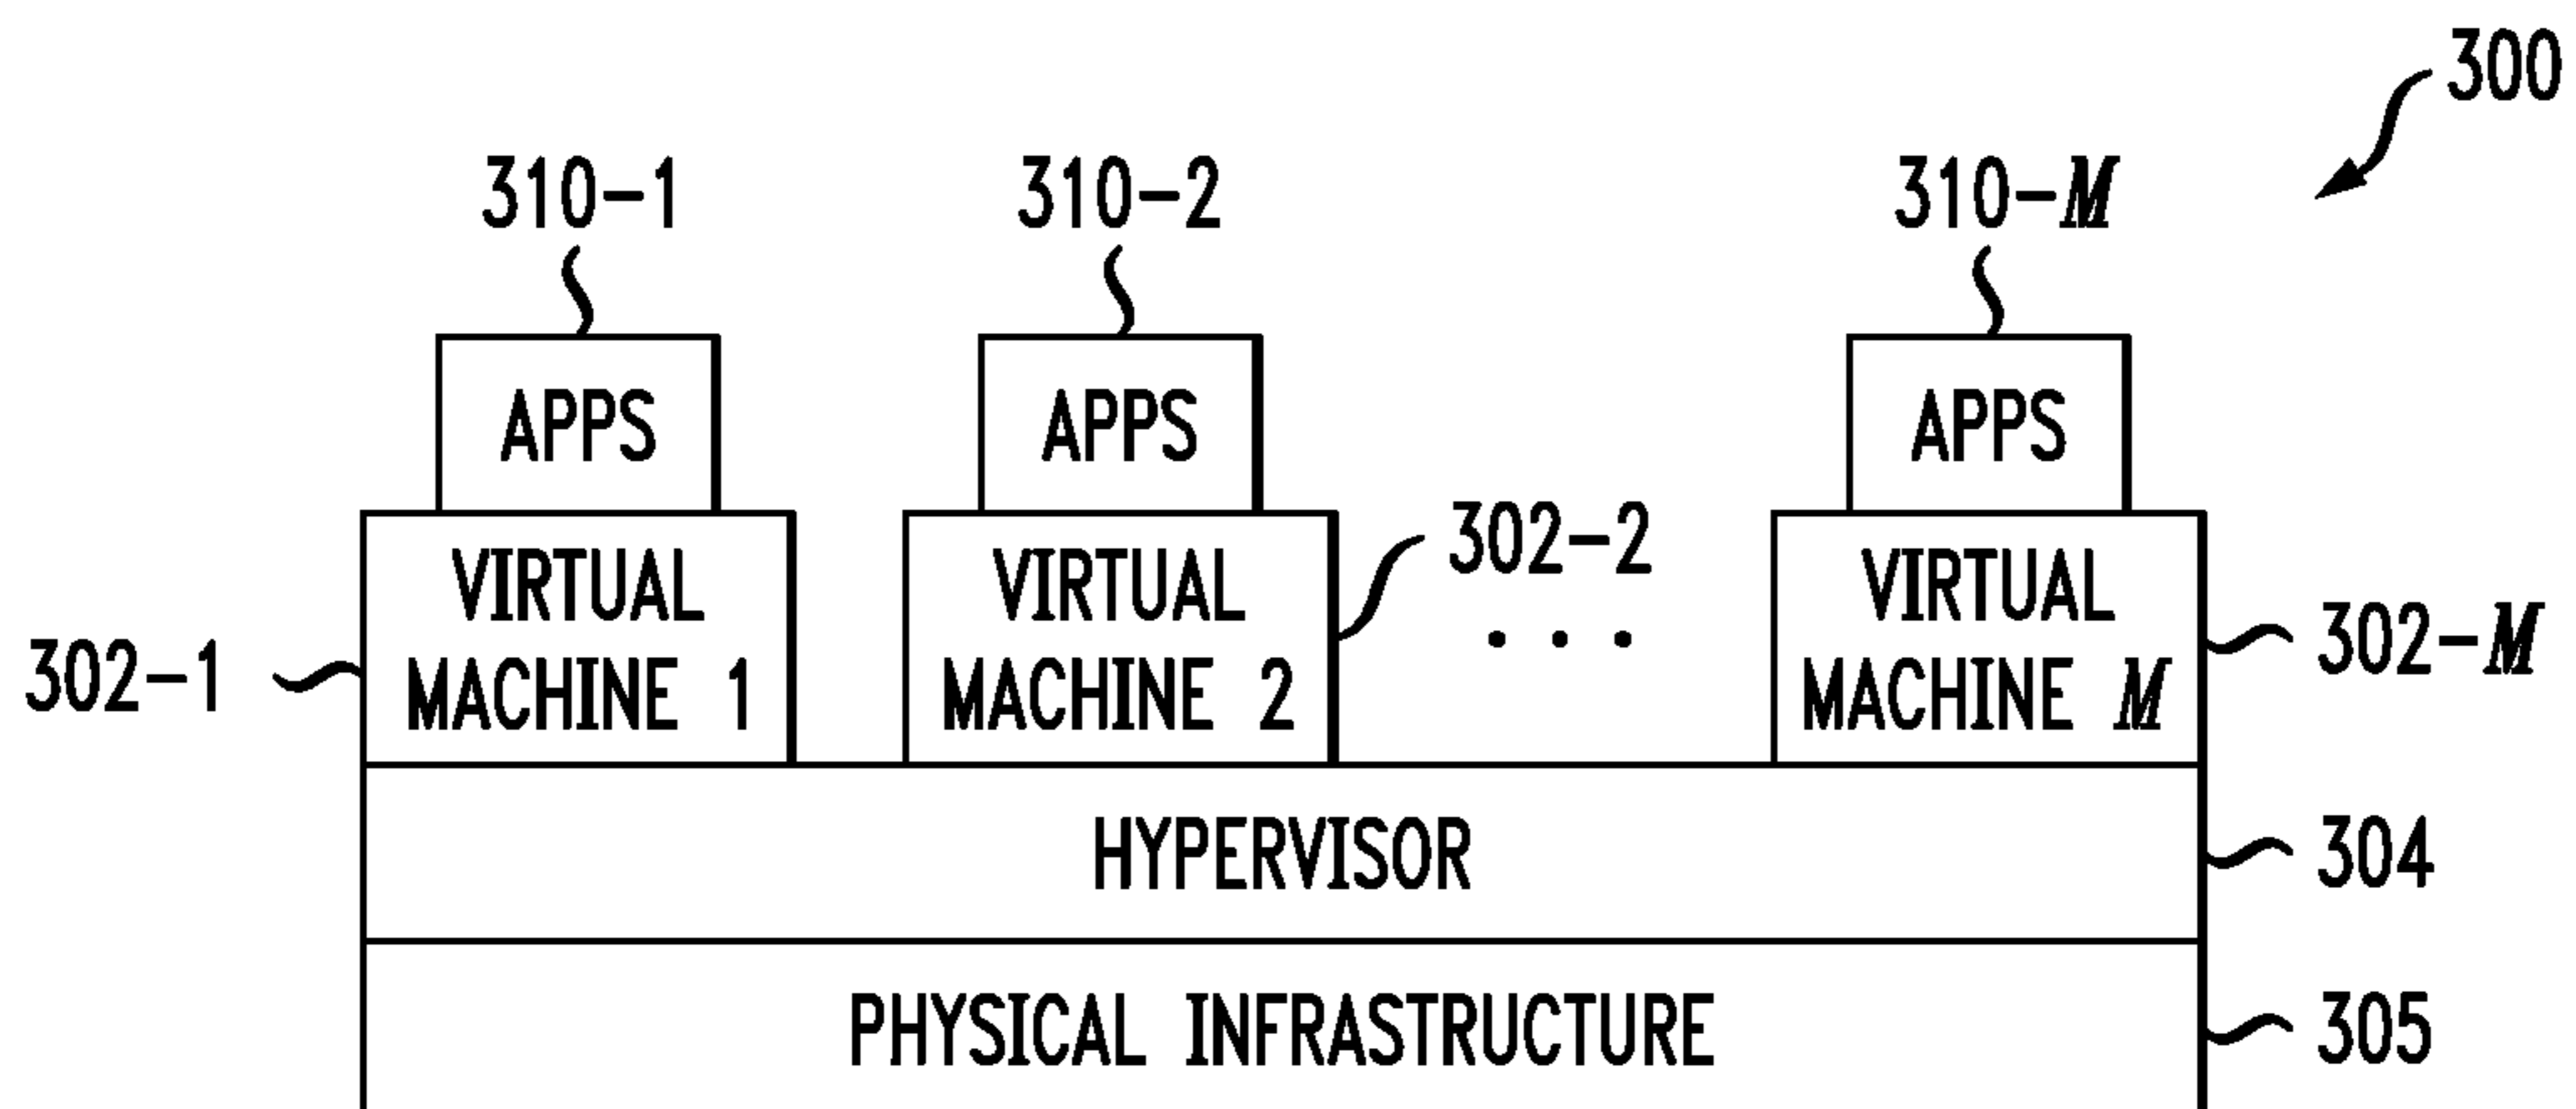 300
310-1
310-2
310-M
APPS
APPS
APPS
302-1
VIRTUAL
MACHINE 1
VIRTUAL
MACHINE 2
302-2
. . .
VIRTUAL
MACHINE M
302-M
HYPERVISOR
304
PHYSICAL INFRASTRUCTURE
305